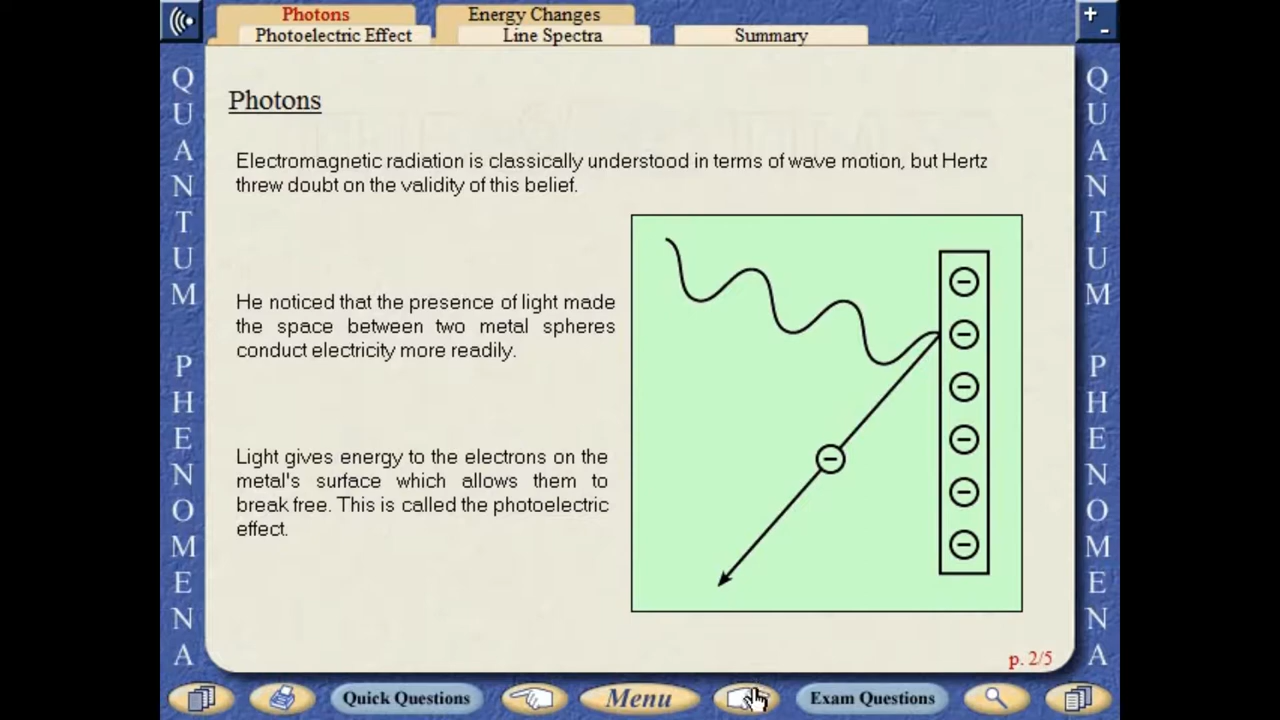 Photons
Energy Changes
Photoelectric Effect
Line Spectra
Summary
+
-
QUANTUM PHENOMENA
QUANTUM PHENOMENA
Photons
Electromagnetic radiation is classically understood in terms of wave motion, but Hertz
threw doubt on the validity of this belief.
He noticed that the presence of light made
the space between two metal spheres
conduct electricity more readily.
Light gives energy to the electrons on the
metal's surface which allows them to
break free. This is called the photoelectric
effect.
p. 2/5
Quick Questions
Menu
Exam Questions